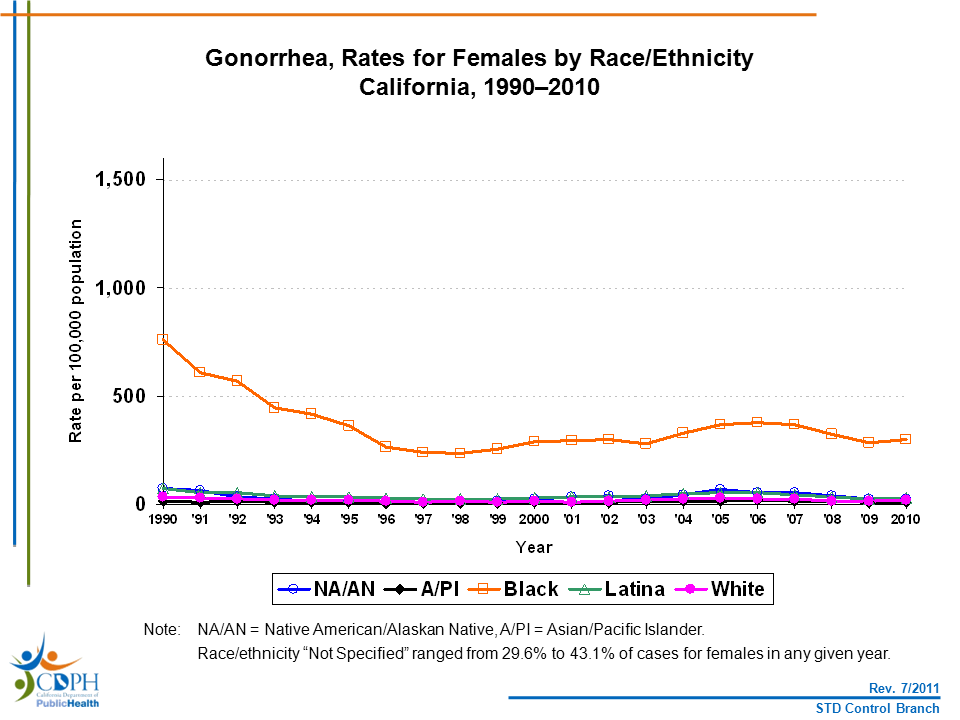 Gonorrhea, Rates for Females by Race/Ethnicity
California, 1990–2010
Rate per 100,000 population
1,500
1,000
500
0
1990 '91 '92 '93 '94 '95 '96 '97 '98 '99 2000 '01 '02 '03 '04 '05 '06 '07 '08 '09 2010
Year
NA/AN A/PI Black Latina White
Note: NA/AN = Native American/Alaskan Native, A/PI = Asian/Pacific Islander.
Race/ethnicity “Not Specified” ranged from 29.6% to 43.1% of cases for females in any given year.
CDPH
California Department of
PublicHealth
Rev. 7/2011
STD Control Branch